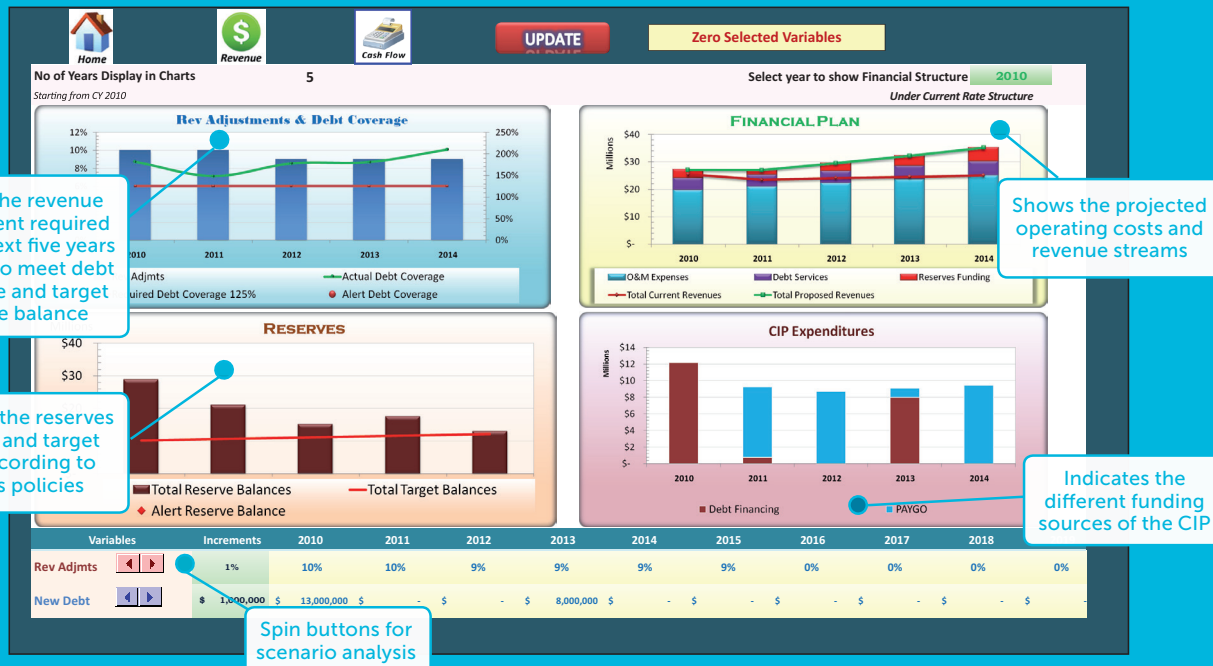 Home
Revenue
Cash Flow
UPDATE
Zero Selected Variables
No of Years Display in Charts 5
Select year to show Financial Structure 2010
Starting from CY 2010
Under Current Rate Structure
Rev Adjustments & Debt Coverage
12%
10%
8%
250%
200%
150%
100%
50%
0%
2010 2011 2012 2013 2014
Adjmts
Actual Debt Coverage
uired Debt Coverage 125%
Alert Debt Coverage
he revenue
ent required
ext five years
o meet debt
e and target
e balance
FINANCIAL PLAN
Millions
$40
$30
$20
$10
$-
2010 2011 2012 2013 2014
O&M Expenses Debt Services Reserves Funding
Total Current Revenues Total Proposed Revenues
Shows the projected
operating costs and
revenue streams
RESERVES
$40
$30
Total Reserve Balances Total Target Balances
Alert Reserve Balance
the reserves
and target
cording to
s policies
CIP Expenditures
Millions
$14
$12
$10
$8
$6
$4
$2
$-
2010 2011 2012 2013 2014
Debt Financing PAYGO
Indicates the
different funding
sources of the CIP
Variables Increments 2010 2011 2012 2013 2014 2015 2016 2017 2018
Rev Adjmts 1% 10% 10% 9% 9% 9% 9% 0% 0% 0% 0%
New Debt $ 1,000,000 $ 13,000,000 $ - $ - $ 8,000,000 $ - $ - $ - $ - $ - $ -
Spin buttons for
scenario analysis